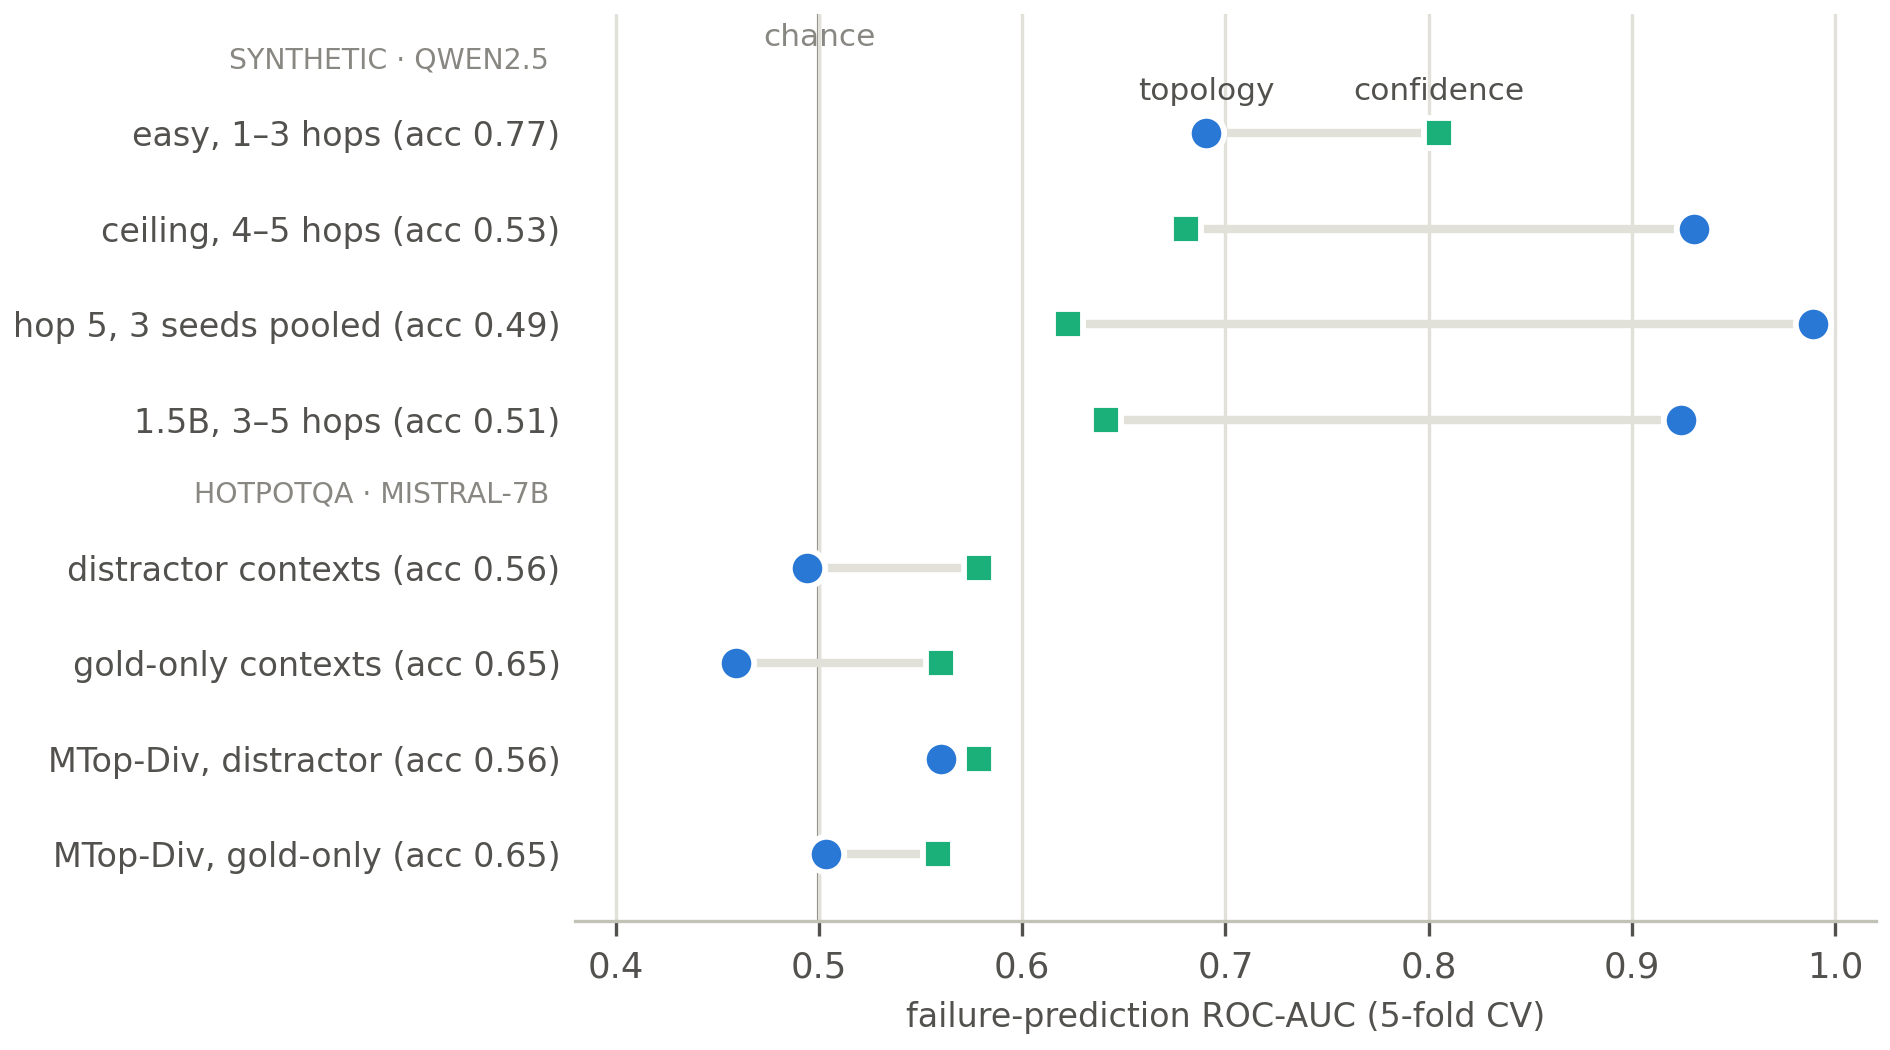 chance
SYNTHETIC · QWEN2.5
topology confidence
easy, 1–3 hops (acc 0.77)
ceiling, 4–5 hops (acc 0.53)
hop 5, 3 seeds pooled (acc 0.49)
1.5B, 3–5 hops (acc 0.51)
HOTPOTQA · MISTRAL-7B
distractor contexts (acc 0.56)
gold-only contexts (acc 0.65)
MTop-Div, distractor (acc 0.56)
MTop-Div, gold-only (acc 0.65)
0.4 0.5 0.6 0.7 0.8 0.9 1.0
failure-prediction ROC-AUC (5-fold CV)